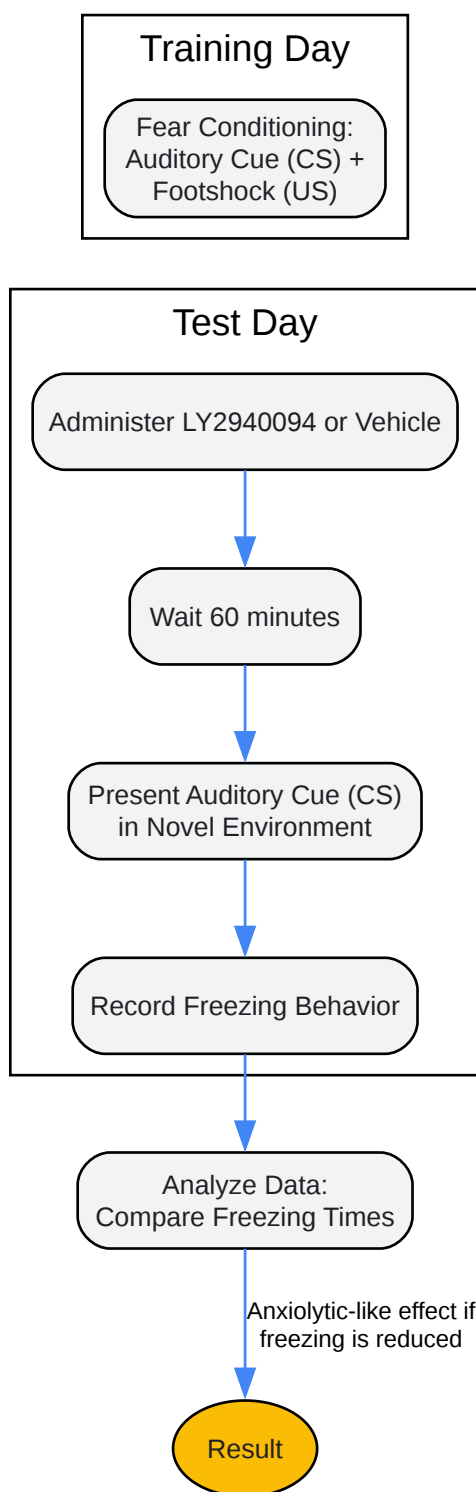 Training Day
Fear Conditioning:
Auditory Cue (CS) +
Footshock (US)
Test Day
Administer LY2940094 or Vehicle
Wait 60 minutes
Present Auditory Cue (CS)
in Novel Environment
Record Freezing Behavior
Analyze Data:
Compare Freezing Times
Anxiolytic-like effect if
freezing is reduced
Result